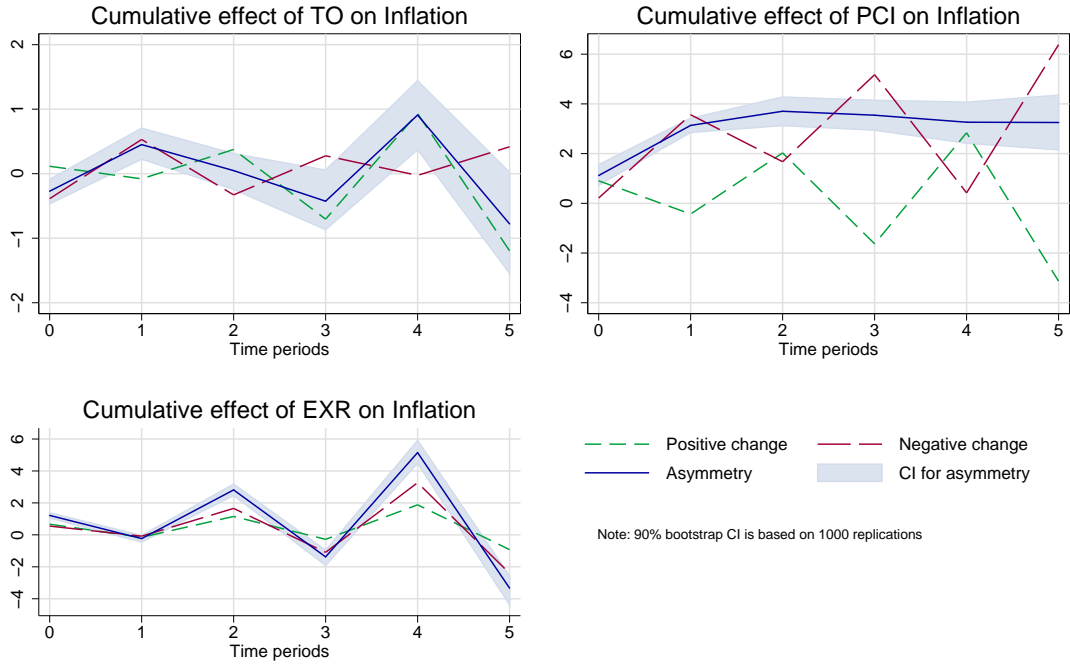 Cumulative effect of TO on Inflation
2
1
0
−1
−2
0 1 2 3 4 5
Time periods
Cumulative effect of PCI on Inflation
6
4
2
0
−2
−4
0 1 2 3 4 5
Time periods
Cumulative effect of EXR on Inflation
6
4
2
0
−2
−4
0 1 2 3 4 5
Time periods
Positive change Negative change
Asymmetry CI for asymmetry
Note: 90% bootstrap CI is based on 1000 replications